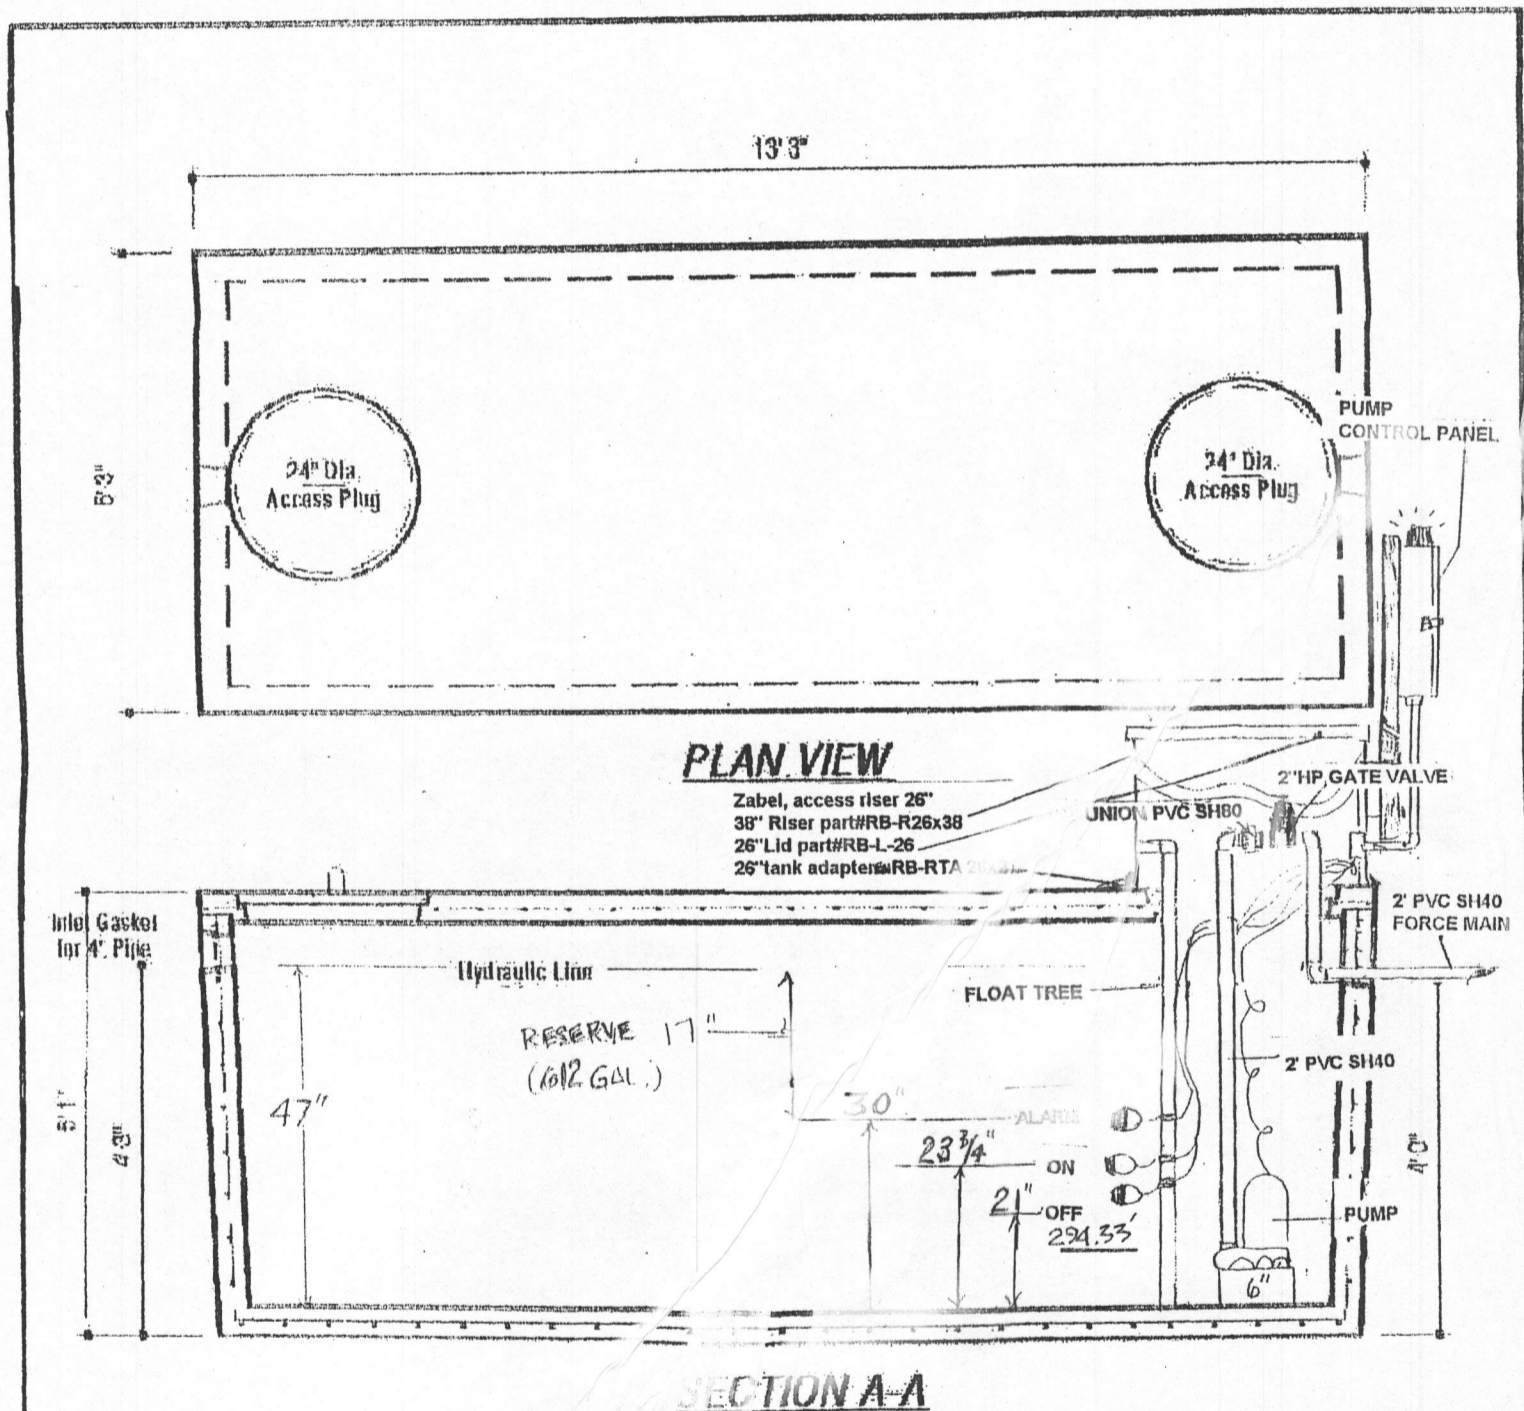 13'3"
24" Dia.
Access Plug
24" Dia.
Access Plug
PUMP
CONTROL PANEL
PLAN VIEW
Zabel, access riser 26"
38" Riser part#RB-R26x38
26"Lid part#RB-L-26
26"tank adapter RB-RTA
UNION PVC SH80
2"HP GATE VALVE
Inlet Gasket
for 4" Pipe
2' PVC SH40
FORCE MAIN
Hydraulic Line
FLOAT TREE
RESERVE 17"
(612 GAL.)
2' PVC SH40
47"
30"
ALARM
23 3/4"
ON
21"
OFF
294.33'
PUMP
6"
5'1"
4'3"
4'0"
SECTION A-A